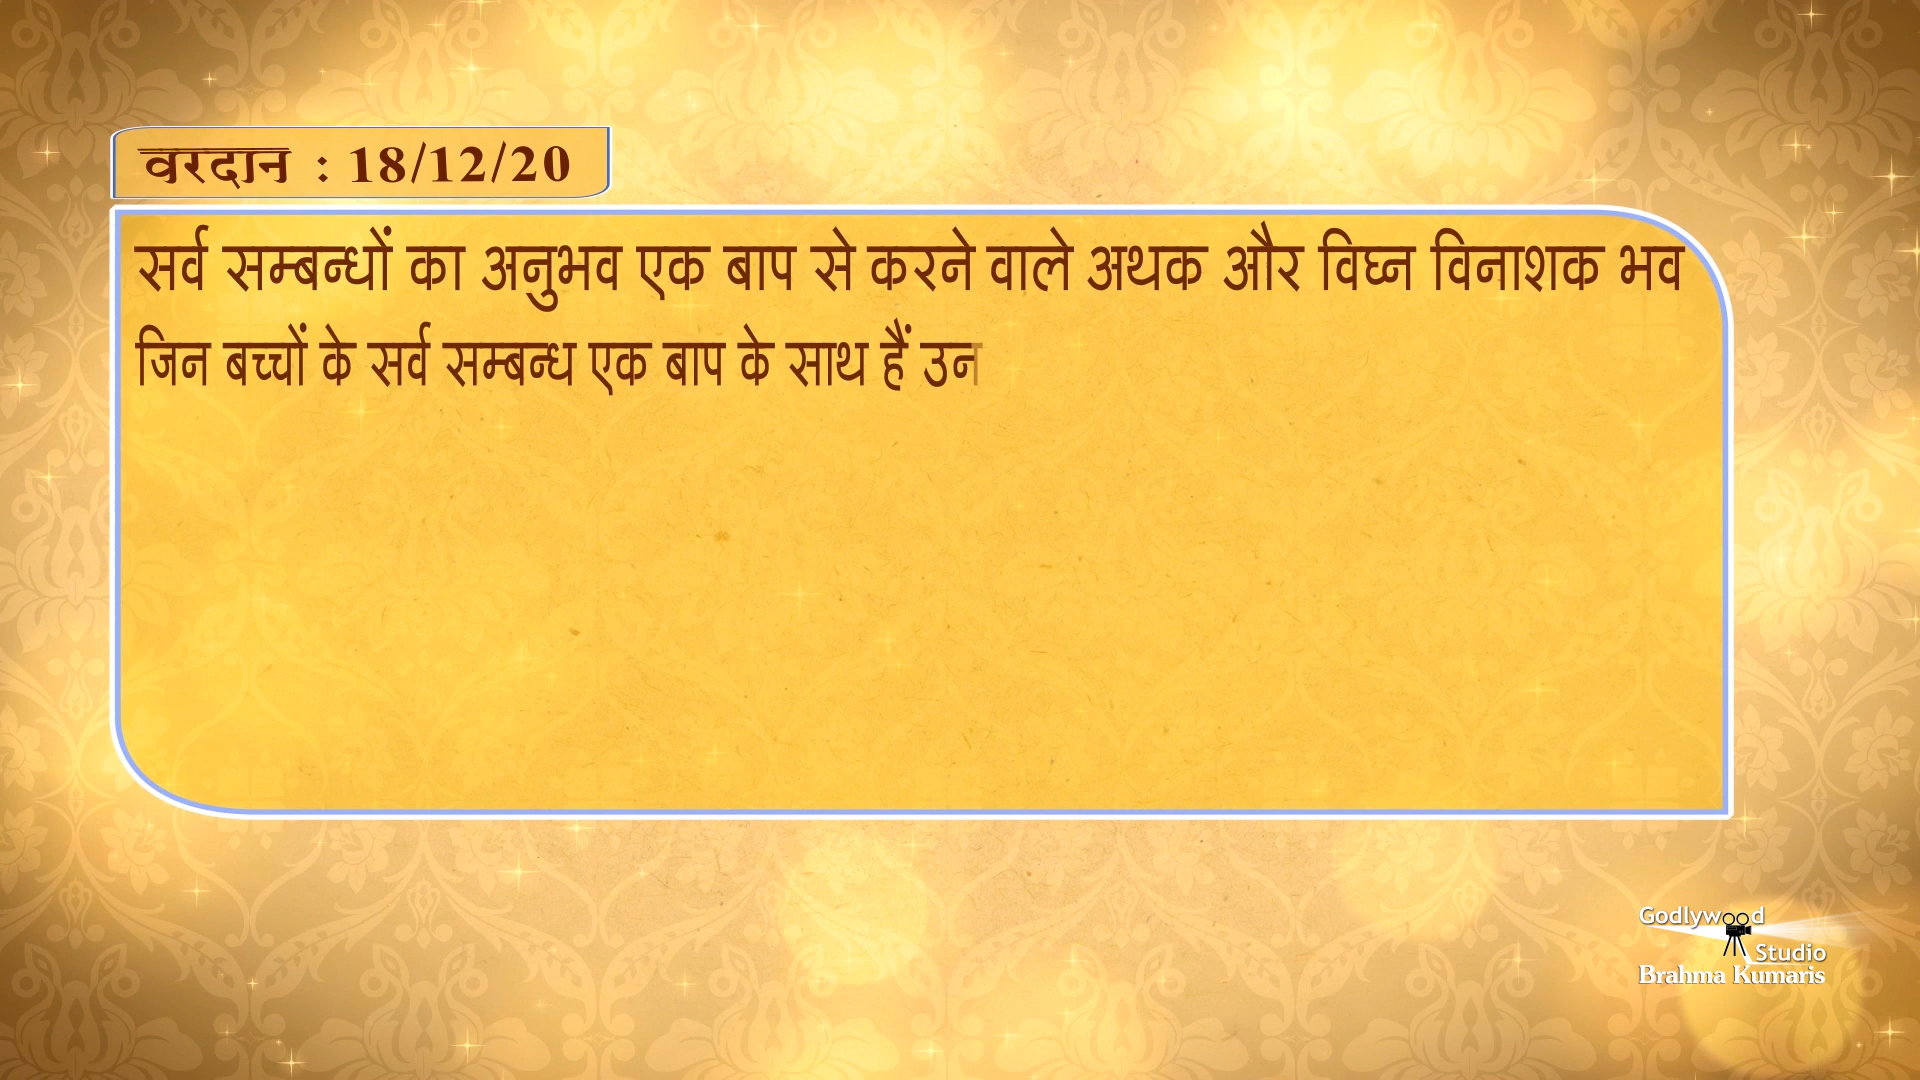 वरदान : 18/12/20
सर्व सम्बन्धों का अनुभव एक बाप से करने वाले अथक और विघ्न विनाशक भव
जिन बच्चों के सर्व सम्बन्ध एक बाप के साथ हैं उन
Godlywood
Studio
Brahma Kumaris